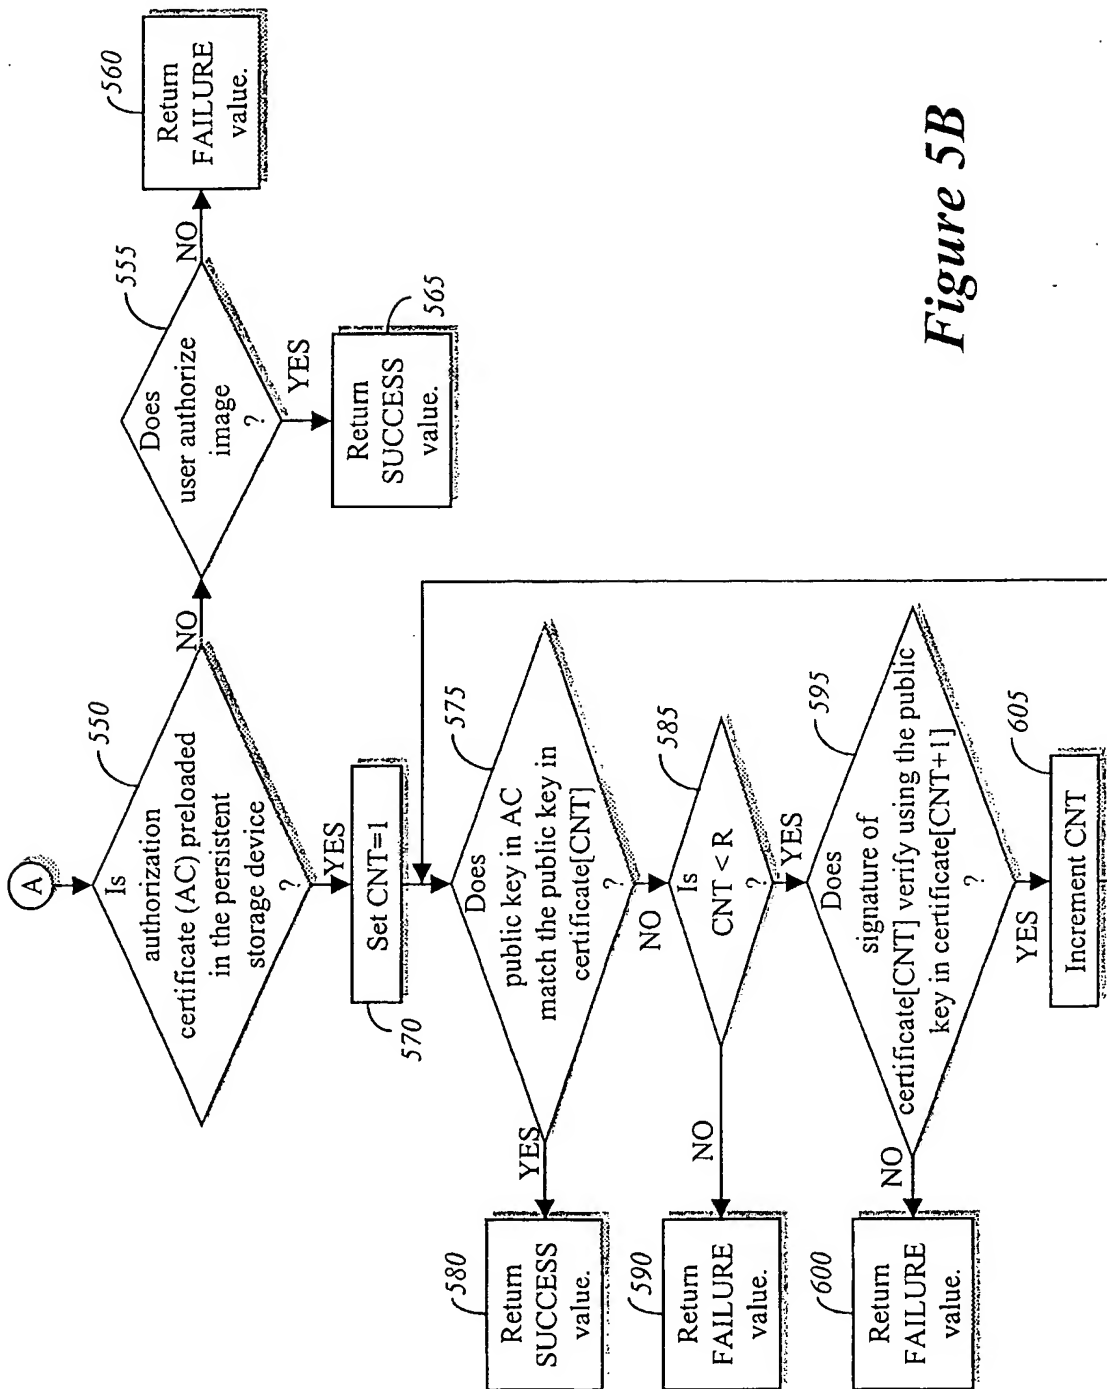 A
Is
authorization
certificate (AC) preloaded
in the persistent
storage device
?
550
NO
YES
Does
user authorize
image
?
555
NO
YES
Return
FAILURE
value.
560
Return
SUCCESS
value.
565
Set CNT=1
570
Does
public key in AC
match the public key in
certificate[CNT]
?
575
YES
NO
Return
SUCCESS
value.
580
Is
CNT < R
?
585
NO
YES
Return
FAILURE
value.
590
Does
signature of
certificate[CNT] verify using the public
key in certificate[CNT+1]
?
595
NO
YES
Return
FAILURE
value.
600
Increment CNT
605
Figure 5B